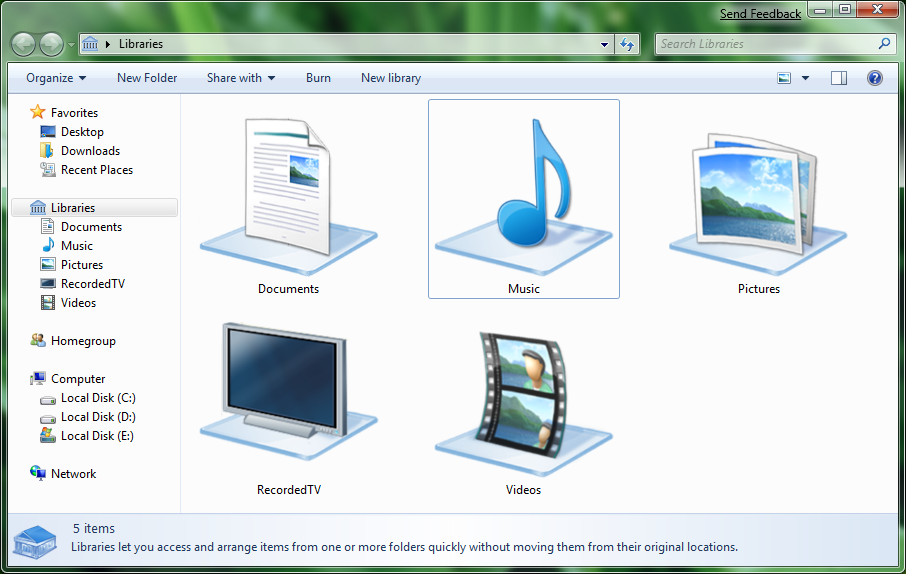 Send Feedback
Libraries
Search Libraries
Organize
New Folder
Share with
Burn
New library
Favorites
Desktop
Downloads
Recent Places
Libraries
Documents
Music
Pictures
RecordedTV
Videos
Homegroup
Computer
Local Disk (C:)
Local Disk (D:)
Local Disk (E:)
Network
Documents
Music
Pictures
RecordedTV
Videos
5 items
Libraries let you access and arrange items from one or more folders quickly without moving them from their original locations.